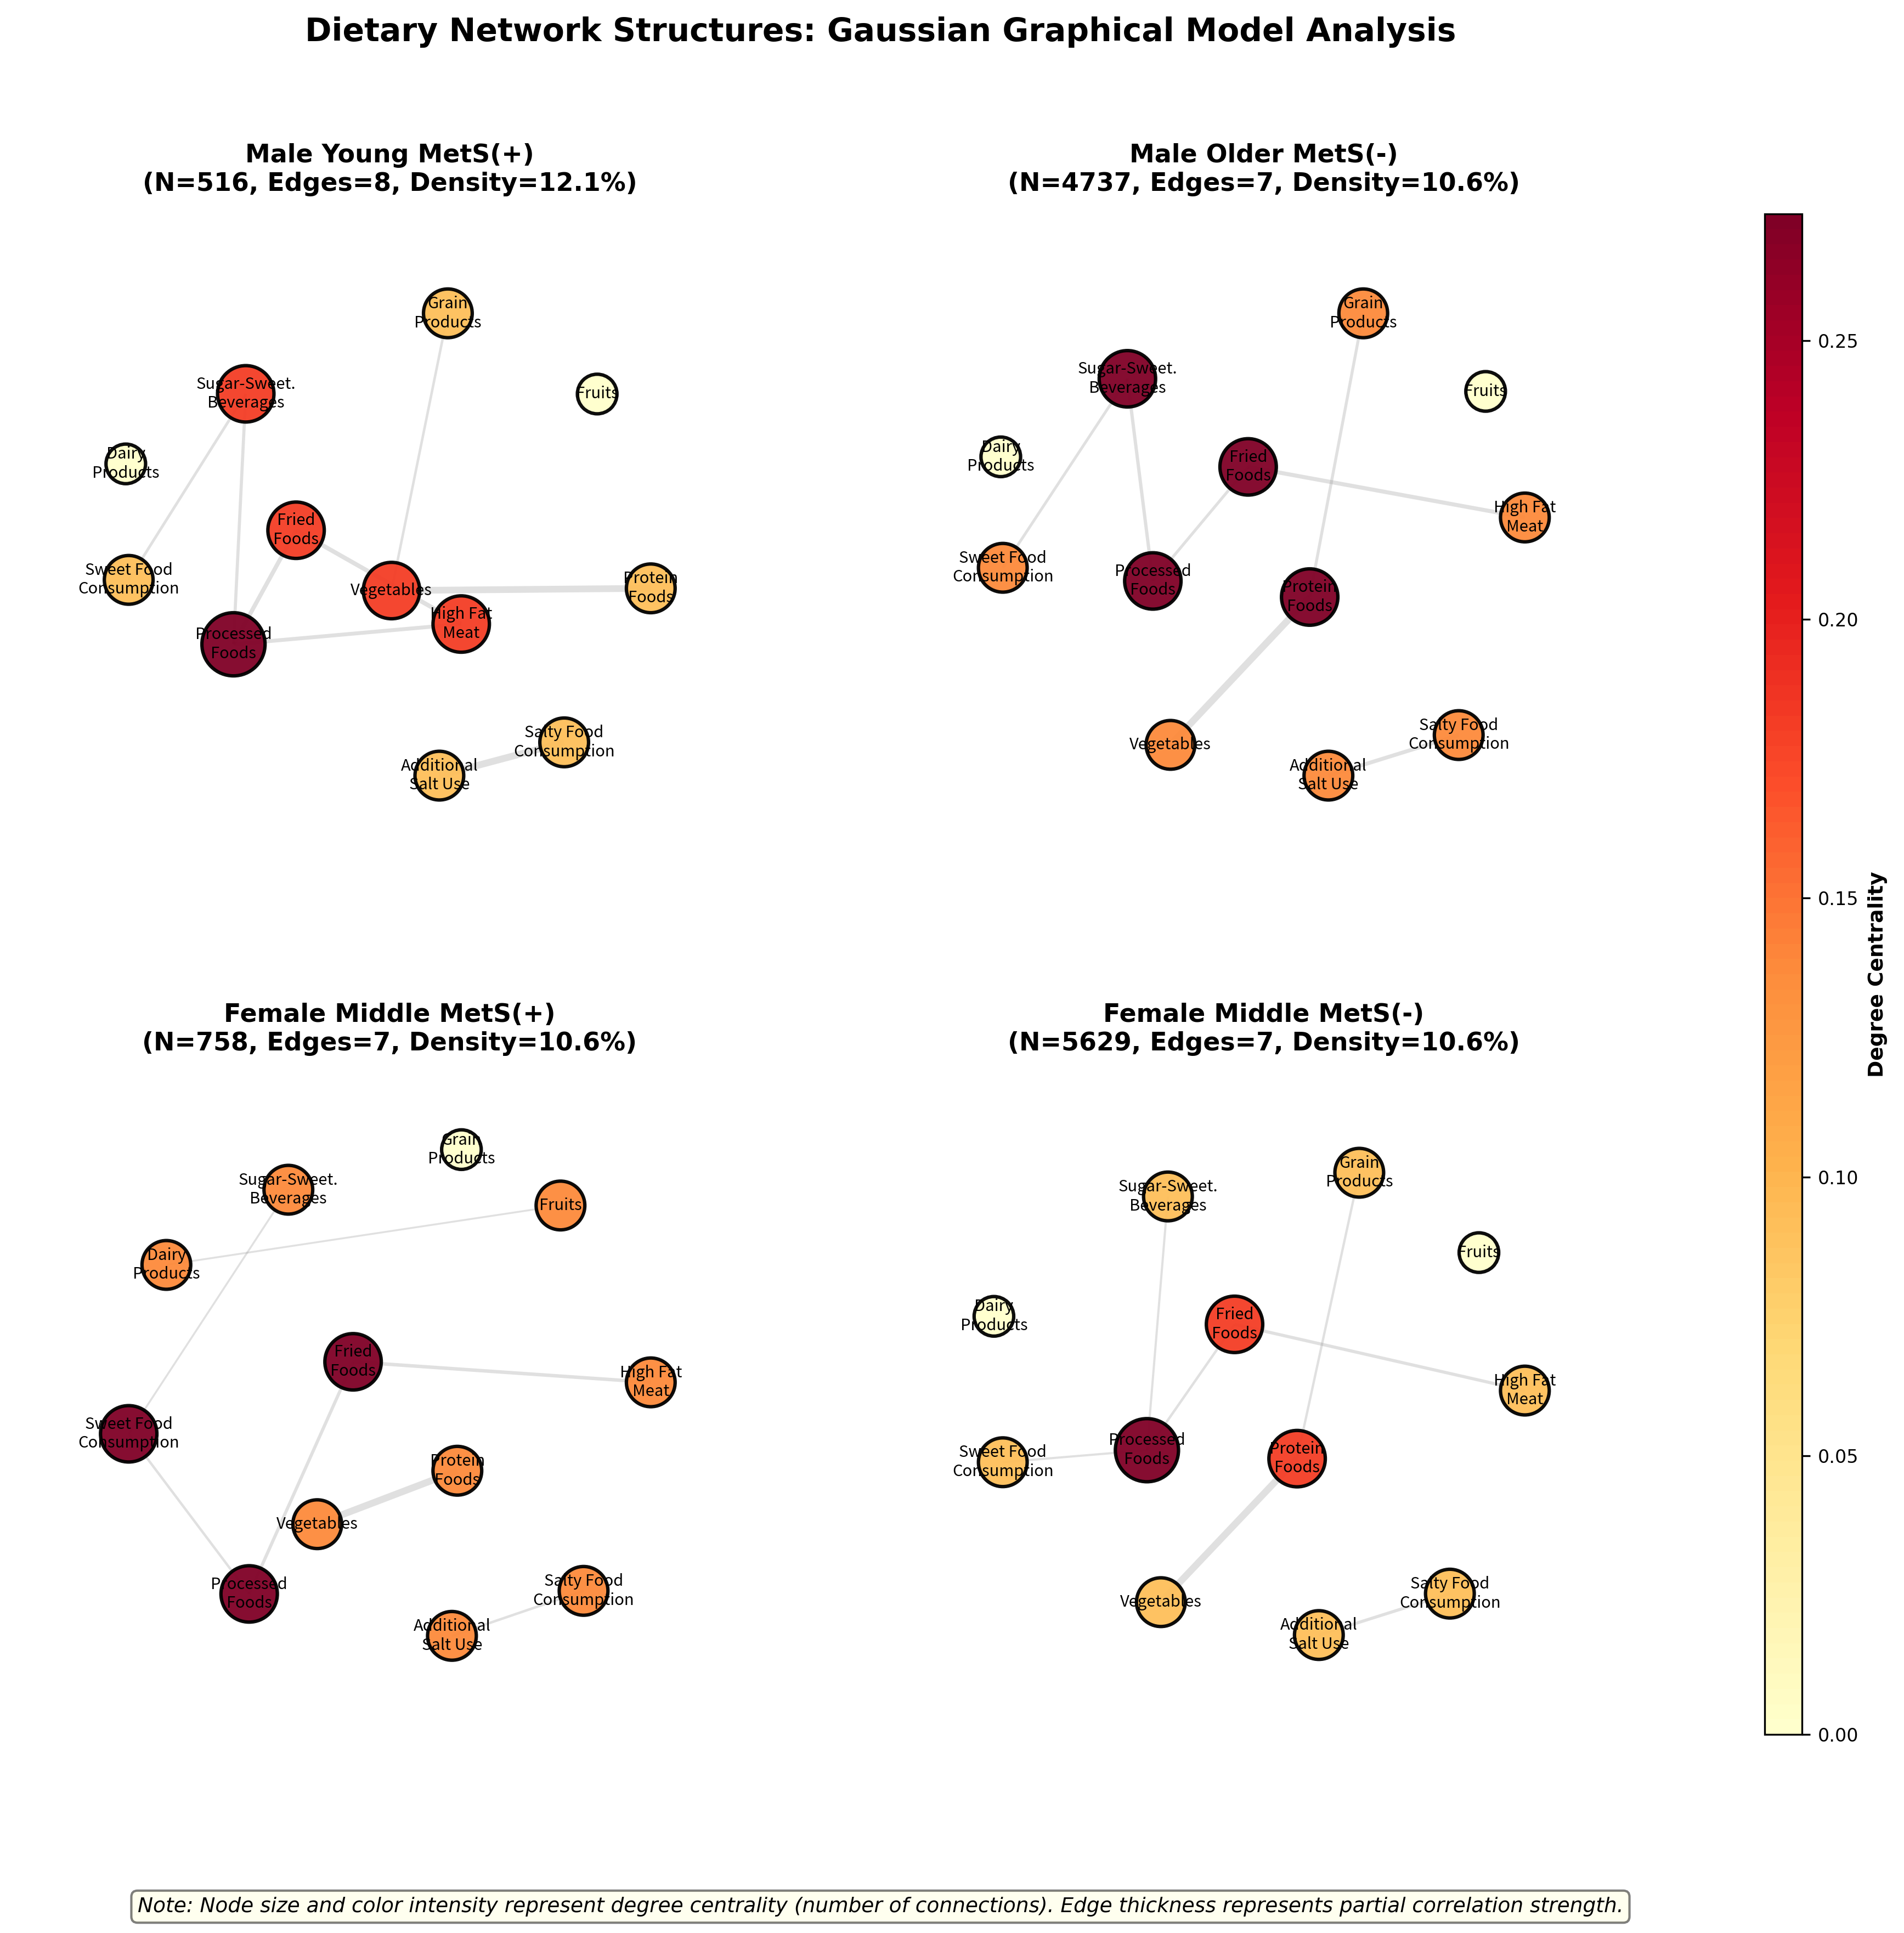 Dietary Network Structures: Gaussian Graphical Model Analysis
Male Young MetS(+)
(N=516, Edges=8, Density=12.1%)
Grain
Products
Sugar-Sweet.
Beverages
Fruits
Dairy
Products
Fried
Foods
Sweet Food
Consumption
Vegetables
Protein
Foods
High Fat
Meat
Processed
Foods
Salty Food
Consumption
Additional
Salt Use
Male Older MetS(-)
(N=4737, Edges=7, Density=10.6%)
Grain
Products
Sugar-Sweet.
Beverages
Fruits
Dairy
Products
Fried
Foods
High Fat
Meat
Sweet Food
Consumption
Processed
Foods
Protein
Foods
Vegetables
Salty Food
Consumption
Additional
Salt Use
Female Middle MetS(+)
(N=758, Edges=7, Density=10.6%)
Grain
Products
Sugar-Sweet.
Beverages
Fruits
Dairy
Products
Fried
Foods
High Fat
Meat
Sweet Food
Consumption
Protein
Foods
Vegetables
Processed
Foods
Salty Food
Consumption
Additional
Salt Use
Female Middle MetS(-)
(N=5629, Edges=7, Density=10.6%)
Grain
Products
Sugar-Sweet.
Beverages
Fruits
Dairy
Products
Fried
Foods
High Fat
Meat
Sweet Food
Consumption
Processed
Foods
Protein
Foods
Vegetables
Salty Food
Consumption
Additional
Salt Use
0.25
0.20
0.15
0.10
0.05
0.00
Degree Centrality
Note: Node size and color intensity represent degree centrality (number of connections). Edge thickness represents partial correlation strength.